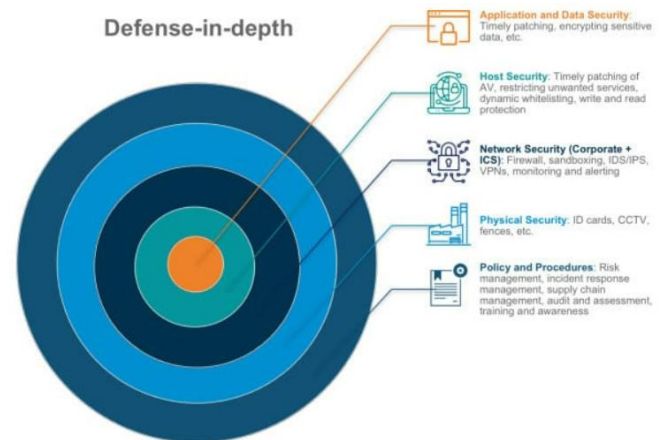 Defense-in-depth
Application and Data Security:
Timely patching, encrypting sensitive
data, etc.
Host Security: Timely patching of
AV, restricting unwanted services,
dynamic whitelisting, write and read
protection
Network Security (Corporate +
ICS): Firewall, sandboxing, IDS/IPS,
VPNs, monitoring and alerting
Physical Security: ID cards, CCTV,
fences, etc.
Policy and Procedures: Risk
management, incident response
management, supply chain
management, audit and assessment,
training and awareness